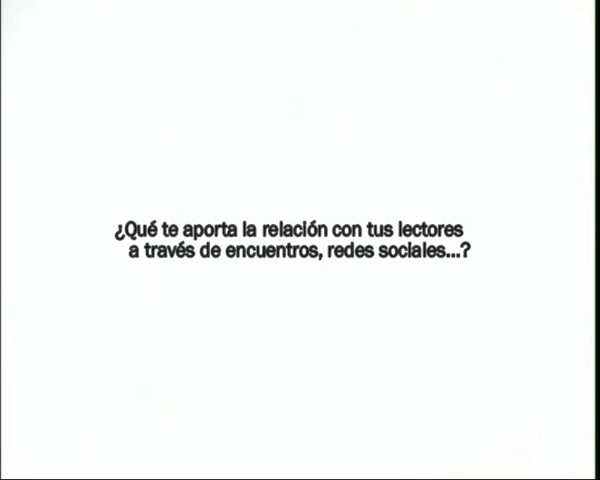 ¿Qué te aporta la relación con tus lectores
a través de encuentros, redes sociales...?